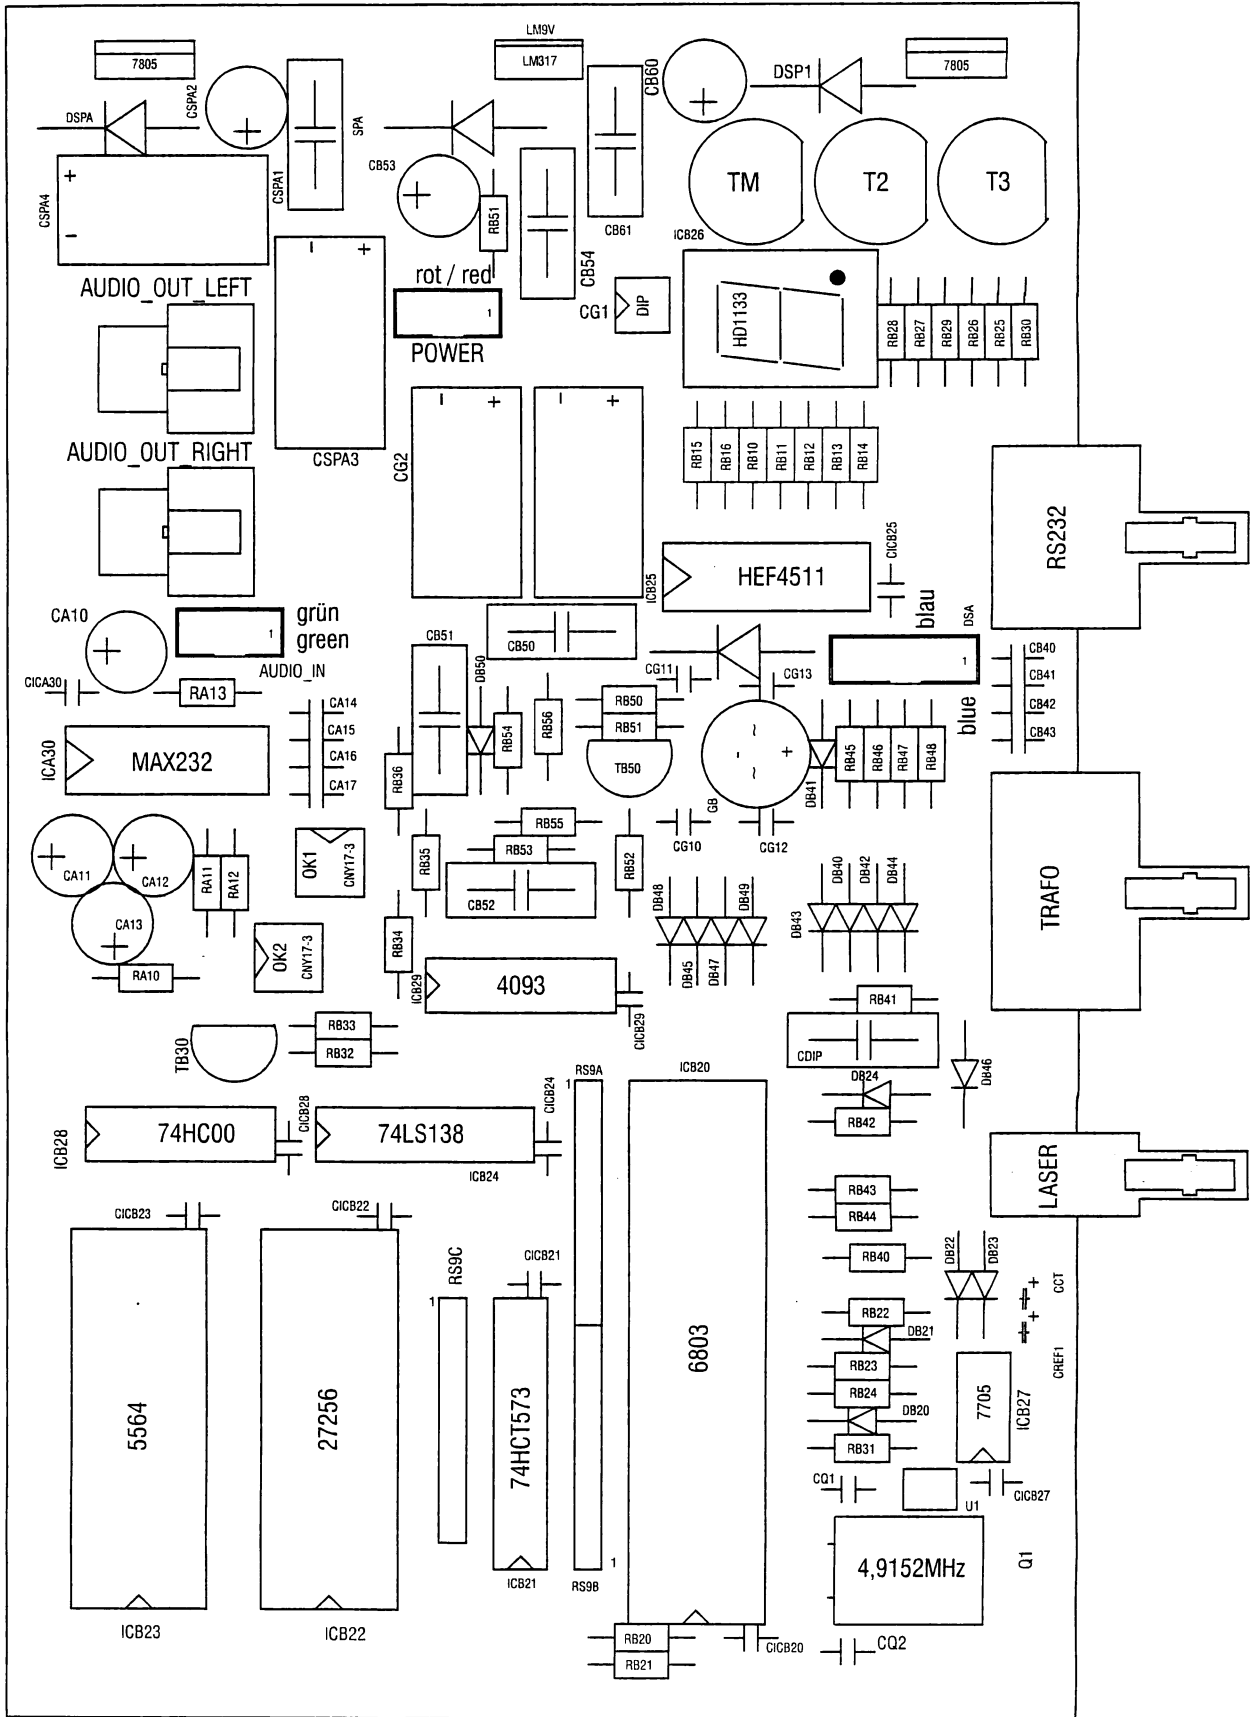 LM9V
7805
LM317
7805
CSPA2
CB60
DSP1
DSPA
SPA
CB53
CSPA1
CSPA4
+
-
RB51
CB61
CB54
TM
T2
T3
ICB26
AUDIO_OUT_LEFT
rot / red
1
POWER
- +
CG1
DIP
HD1133
RB28
RB27
RB29
RB26
RB25
RB30
AUDIO_OUT_RIGHT
CSPA3
CG2
- +
- +
RB15
RB16
RB10
RB11
RB12
RB13
RB14
RS232
ICB25
HEF4511
CICB25
CA10
1
grün
green
AUDIO_IN
CB51
CB50
DB50
blau
DSA
1
blue
CB40
CB41
CB42
CB43
CICA30
RA13
CA14
CA15
CA16
CA17
ICA30
MAX232
RB36
RB54
RB56
CG11
CG13
RB50
RB51
TB50
- +
~
~
GB
DB41
RB45
RB46
RB47
RB48
CA11
CA12
CA13
RA11
RA12
OK1
CNY17-3
RB35
RB55
RB53
CB52
RB52
CG10
CG12
TRAFO
RA10
OK2
CNY17-3
RB34
DB48
DB49
DB45
DB47
DB43
DB40
DB42
DB44
ICB29
4093
CICB29
RB41
TB30
RB33
RB32
CDIP
DB46
DB24
RB42
ICB28
74HC00
CICB28
74LS138
ICB24
CICB24
RS9A
1
ICB20
LASER
RB43
RB44
CICB23
CICB22
RB40
DB22
DB23
RS9C
1
CICB21
+
+
CCT
CREF1
RB22
DB21
RB23
RB24
DB20
RB31
5564
27256
74HCT573
6803
7705
ICB27
CQ1
CICB27
U1
4,9152MHz
Q1
ICB21
1
RS9B
ICB23
ICB22
RB20
RB21
CICB20
CQ2